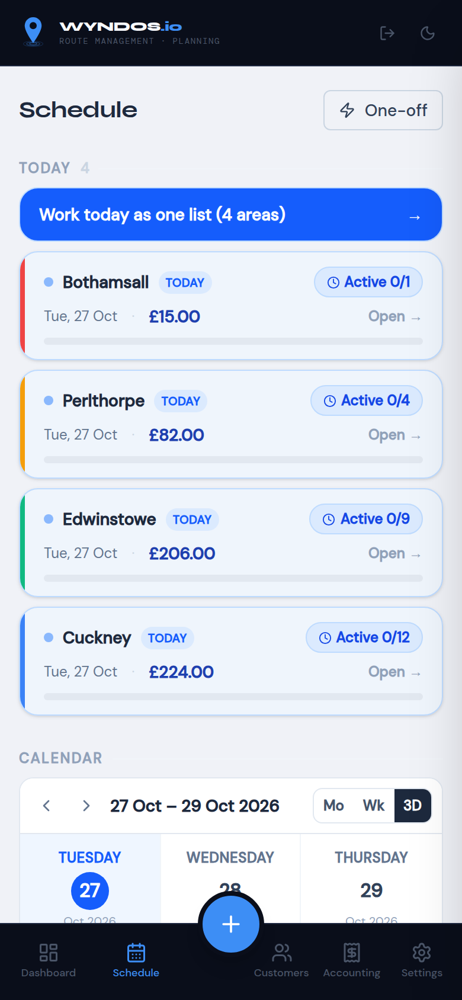 WYNDOS.io
ROUTE MANAGEMENT · PLANNING
Schedule
One-off
TODAY 4
Work today as one list (4 areas) →
Bothamsall TODAY Active 0/1
Tue, 27 Oct · £15.00 Open →
Perlthorpe TODAY Active 0/4
Tue, 27 Oct · £82.00 Open →
Edwinstowe TODAY Active 0/9
Tue, 27 Oct · £206.00 Open →
Cuckney TODAY Active 0/12
Tue, 27 Oct · £224.00 Open →
CALENDAR
27 Oct – 29 Oct 2026 Mo Wk 3D
TUESDAY WEDNESDAY THURSDAY
27 28 29
Oct 2026 Oct 2026
Dashboard Schedule Customers Accounting Settings